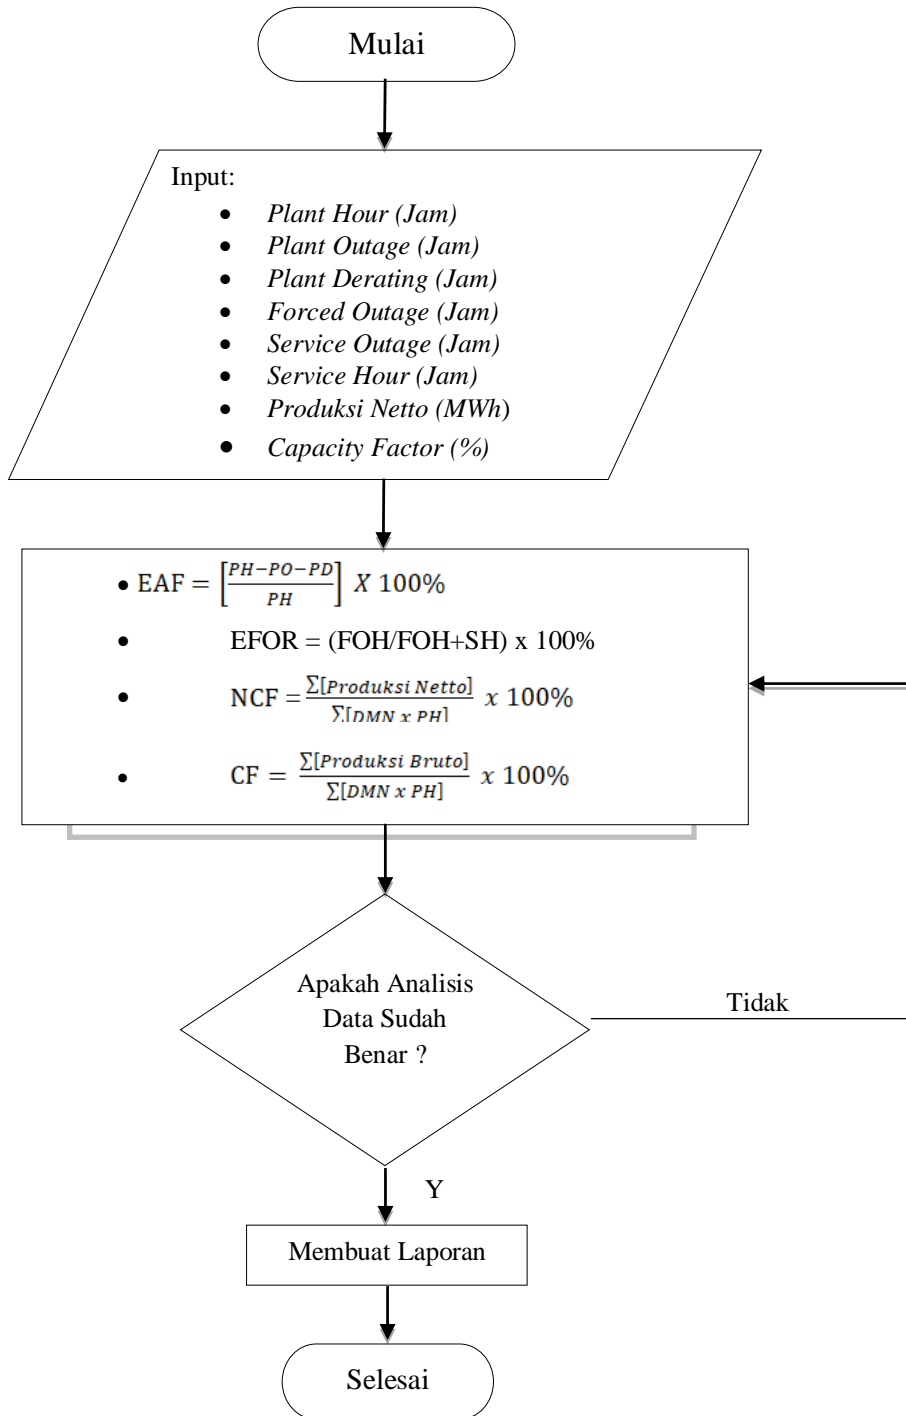 Mulai
Input:
• Plant Hour (Jam)
• Plant Outage (Jam)
• Plant Derating (Jam)
• Forced Outage (Jam)
• Service Outage (Jam)
• Service Hour (Jam)
• Produksi Netto (MWh)
• Capacity Factor (%)
• EAF = [PH−PO−PD / PH] X 100%
• EFOR = (FOH/FOH+SH) x 100%
• NCF = ∑[Produksi Netto] / ∑[DMN x PH] x 100%
• CF = ∑[Produksi Bruto] / ∑[DMN x PH] x 100%
Apakah Analisis
Data Sudah
Benar ?
Tidak
Y
Membuat Laporan
Selesai